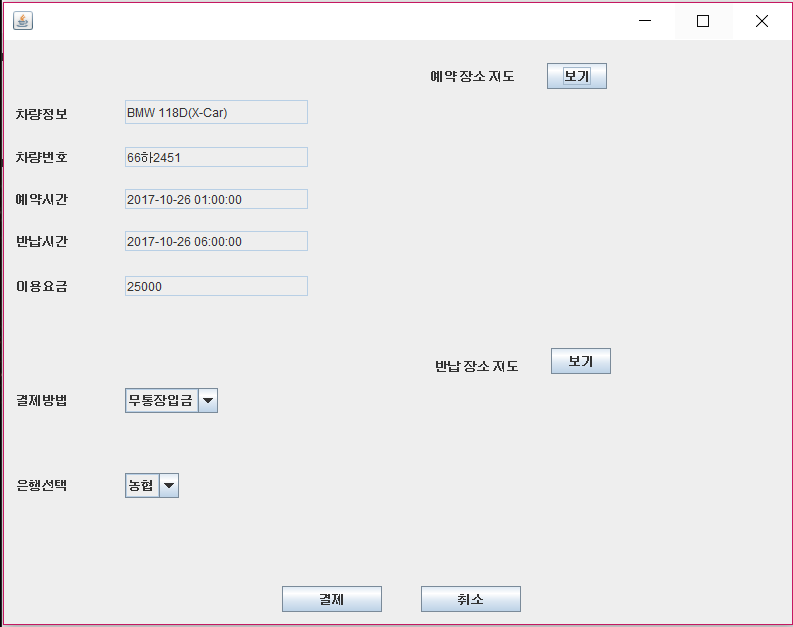 예약 장소 지도 보기
차량정보 BMW 118D(X-Car)
차량번호 66하2451
예약시간 2017-10-26 01:00:00
반납시간 2017-10-26 06:00:00
이용요금 25000
반납 장소 지도 보기
결제방법 무통장입금
은행선택 농협
결제 취소